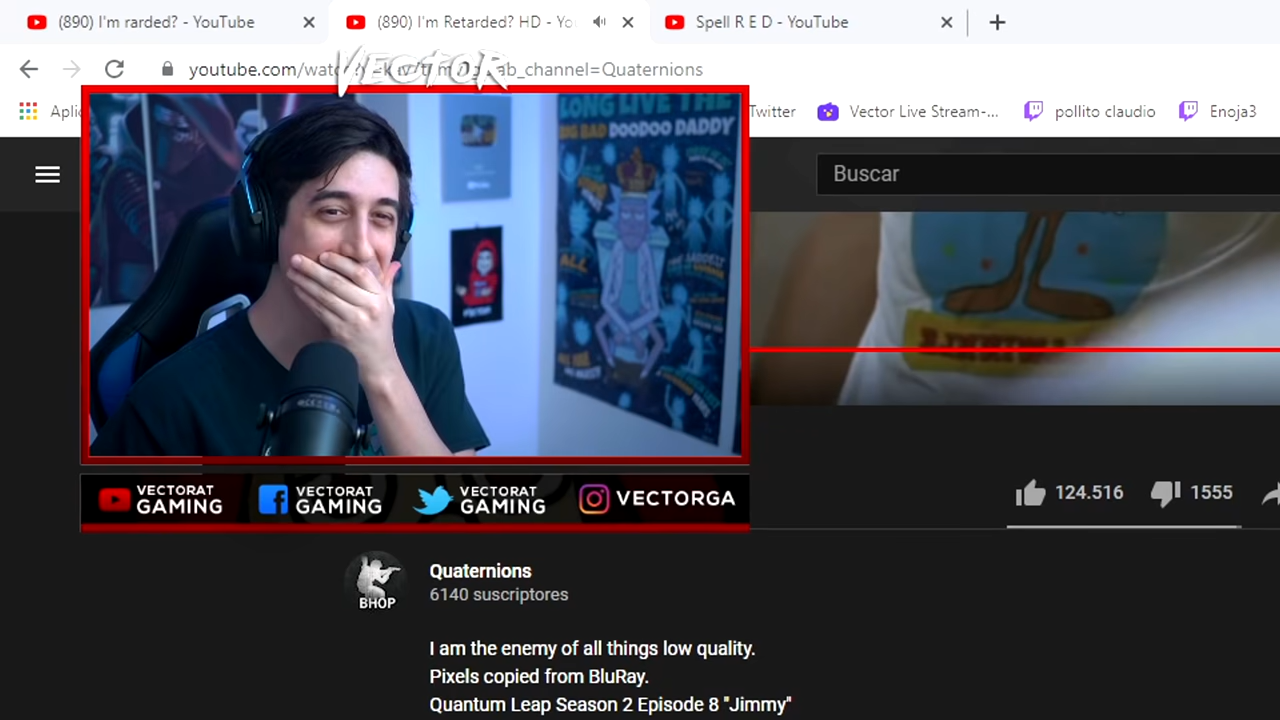 (890) I'm rarded? - YouTube
(890) I'm Retarded? HD - You
Spell R E D - YouTube
VECTOR
youtube.com/watch?
ab_channel=Quaternions
Aplic
Twitter
Vector Live Stream-...
pollito claudio
Enoja3
Buscar
LONG LIVE THE
BIG BAD DOODOO DADDY
VECTORAT
GAMING
VECTORAT
GAMING
VECTORAT
GAMING
VECTORGA
124.516
1555
BHOP
Quaternions
6140 suscriptores
I am the enemy of all things low quality.
Pixels copied from BluRay.
Quantum Leap Season 2 Episode 8 "Jimmy"